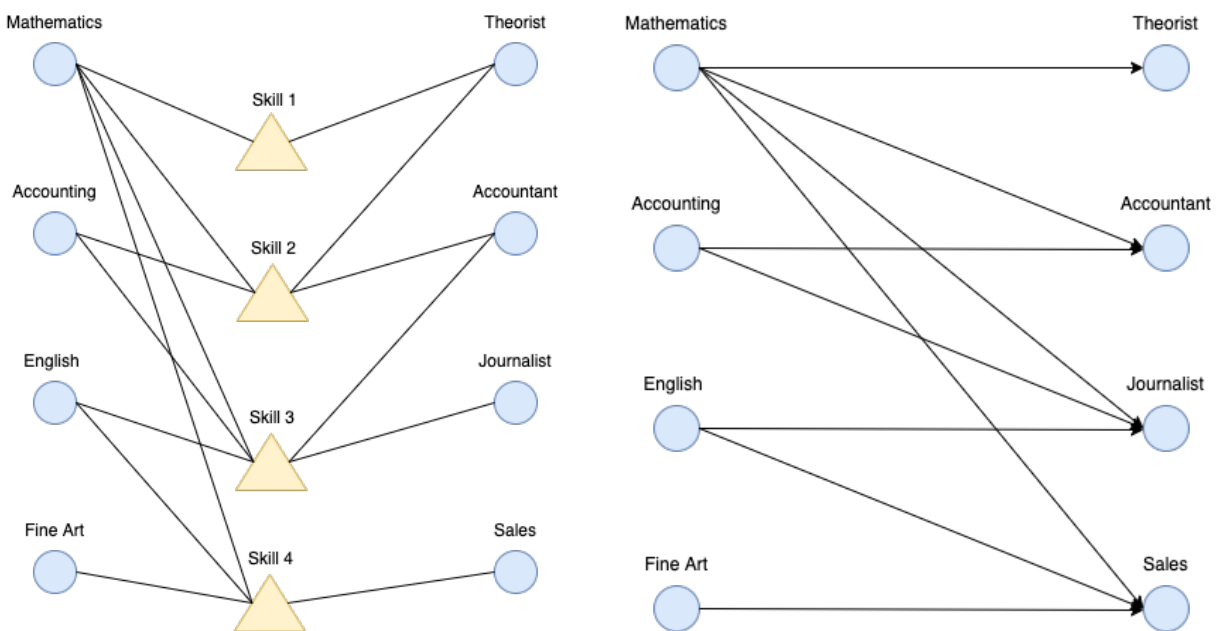 Mathematics
Theorist
Skill 1
Accounting
Accountant
Skill 2
English
Journalist
Skill 3
Fine Art
Sales
Skill 4
Mathematics
Theorist
Accounting
Accountant
English
Journalist
Fine Art
Sales